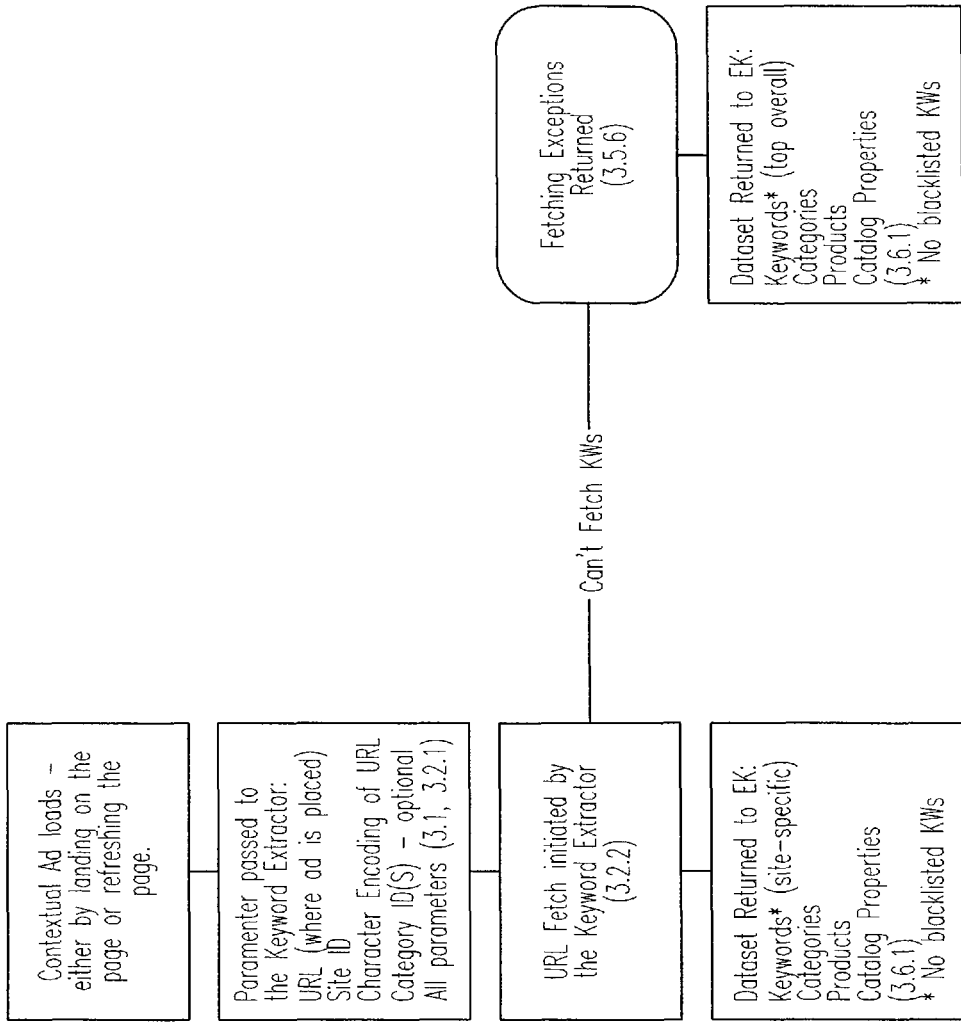 Contextual Ad loads –
either by landing on the
page or refreshing the
page.
Paramenter passed to
the Keyword Extractor:
URL (where ad is placed)
Site ID
Character Encoding of URL
Category ID(S) – optional
All parameters (3.1, 3.2.1)
URL Fetch initiated by
the Keyword Extractor
(3.2.2)
Can't Fetch KWs
Fetching Exceptions
Returned
(3.5.6)
Dataset Returned to EK:
Keywords* (site-specific)
Categories
Products
Catalog Properties
(3.6.1)
* No blacklisted KWs
Dataset Returned to EK:
Keywords* (top overall)
Categories
Products
Catalog Properties
(3.6.1)
* No blacklisted KWs